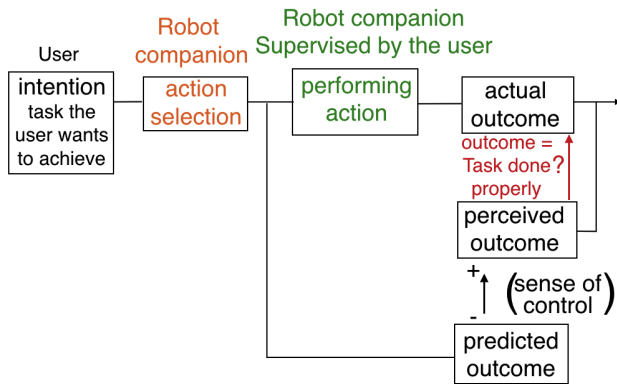 User
intention
task the
user wants
to achieve
Robot
companion
action
selection
Robot companion
Supervised by the user
performing
action
actual
outcome
outcome =
Task done?
properly
perceived
outcome
+
-
(sense of
control)
predicted
outcome